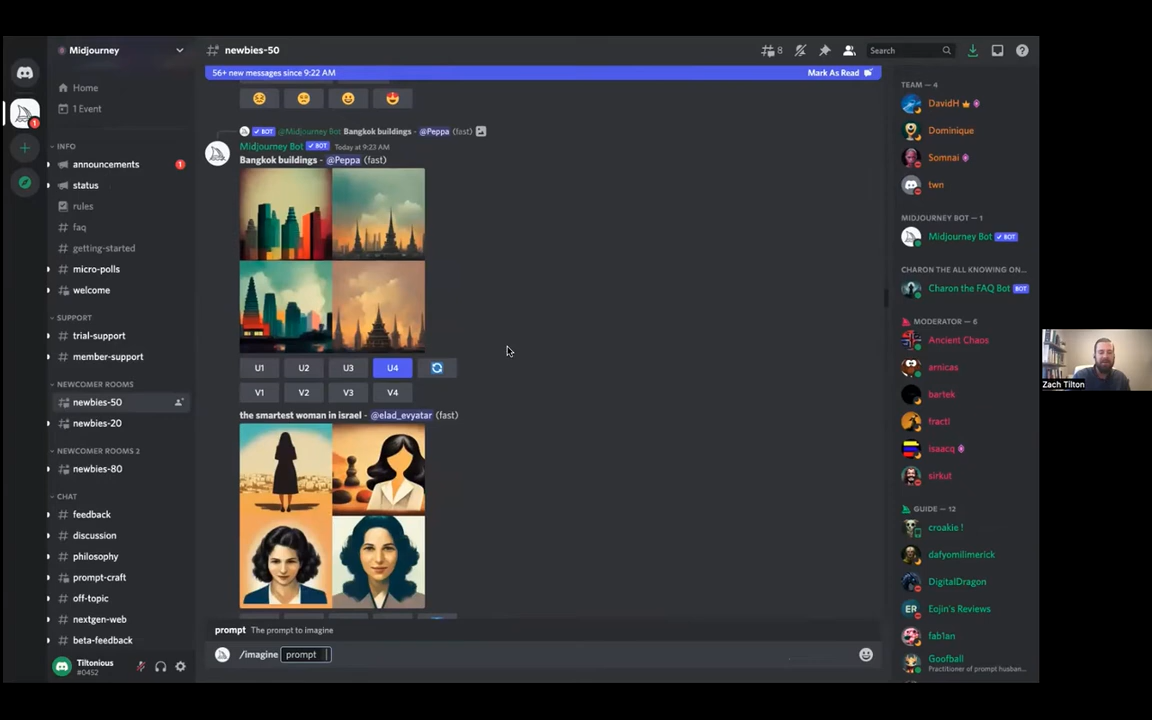 Midjourney
newbies-50
8
Search
56+ new messages since 9:22 AM
Mark As Read
Home
1 Event
INFO
announcements
1
status
rules
faq
getting-started
micro-polls
welcome
SUPPORT
trial-support
member-support
NEWCOMER ROOMS
newbies-50
newbies-20
NEWCOMER ROOMS 2
newbies-80
CHAT
feedback
discussion
philosophy
prompt-craft
off-topic
nextgen-web
beta-feedback
Tiltonious
#0452
1
BOT @Midjourney Bot Bangkok buildings - @Peppa (fast)
Midjourney Bot BOT Today at 9:23 AM
Bangkok buildings - @Peppa (fast)
U1 U2 U3 U4
V1 V2 V3 V4
the smartest woman in israel - @elad_evyatar (fast)
prompt The prompt to imagine
/imagine prompt
TEAM — 4
DavidH
Dominique
Somnai
twn
MIDJOURNEY BOT — 1
Midjourney Bot BOT
CHARON THE ALL KNOWING ON...
Charon the FAQ Bot BOT
MODERATOR — 6
Ancient Chaos
arnicas
bartek
fractl
isaacq
sirkut
GUIDE — 12
croakie !
dafyomilimerick
DigitalDragon
ER
Eojin's Reviews
fab1an
Goofball
Practitioner of prompt husban...
Zach Tilton